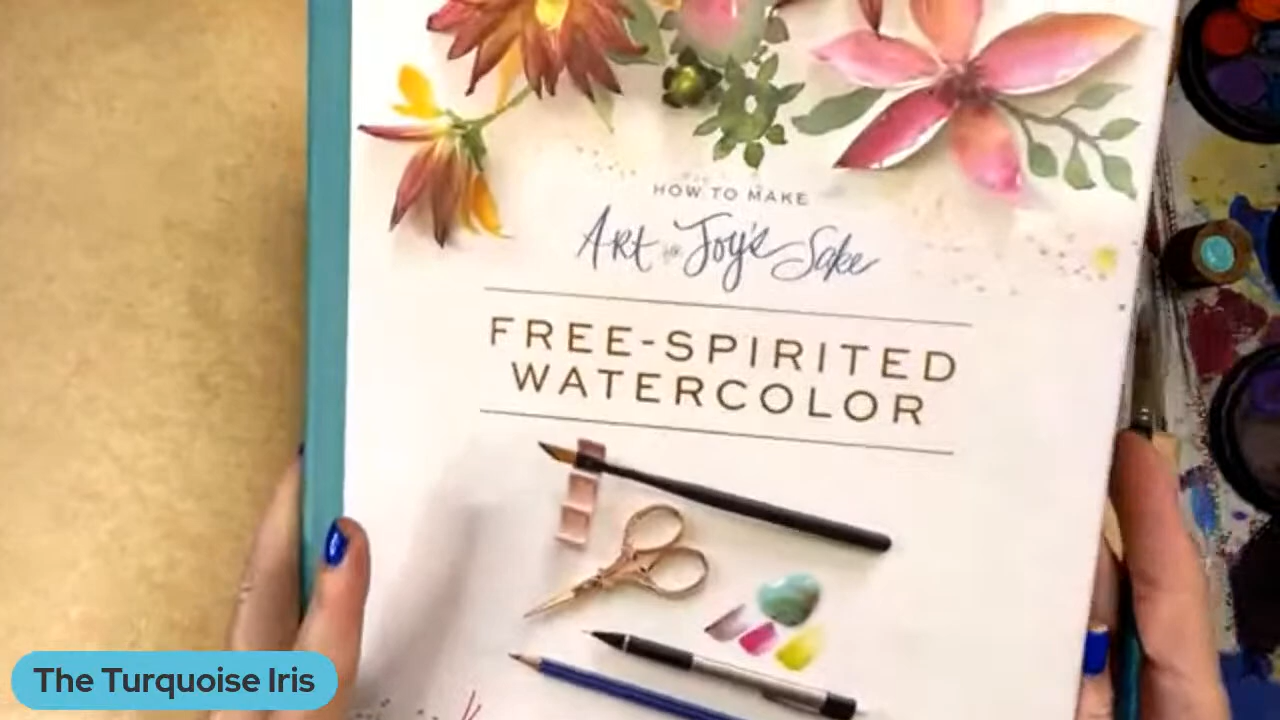 HOW TO MAKE
ART for Joy's Sake
FREE-SPIRITED
WATERCOLOR
The Turquoise Iris